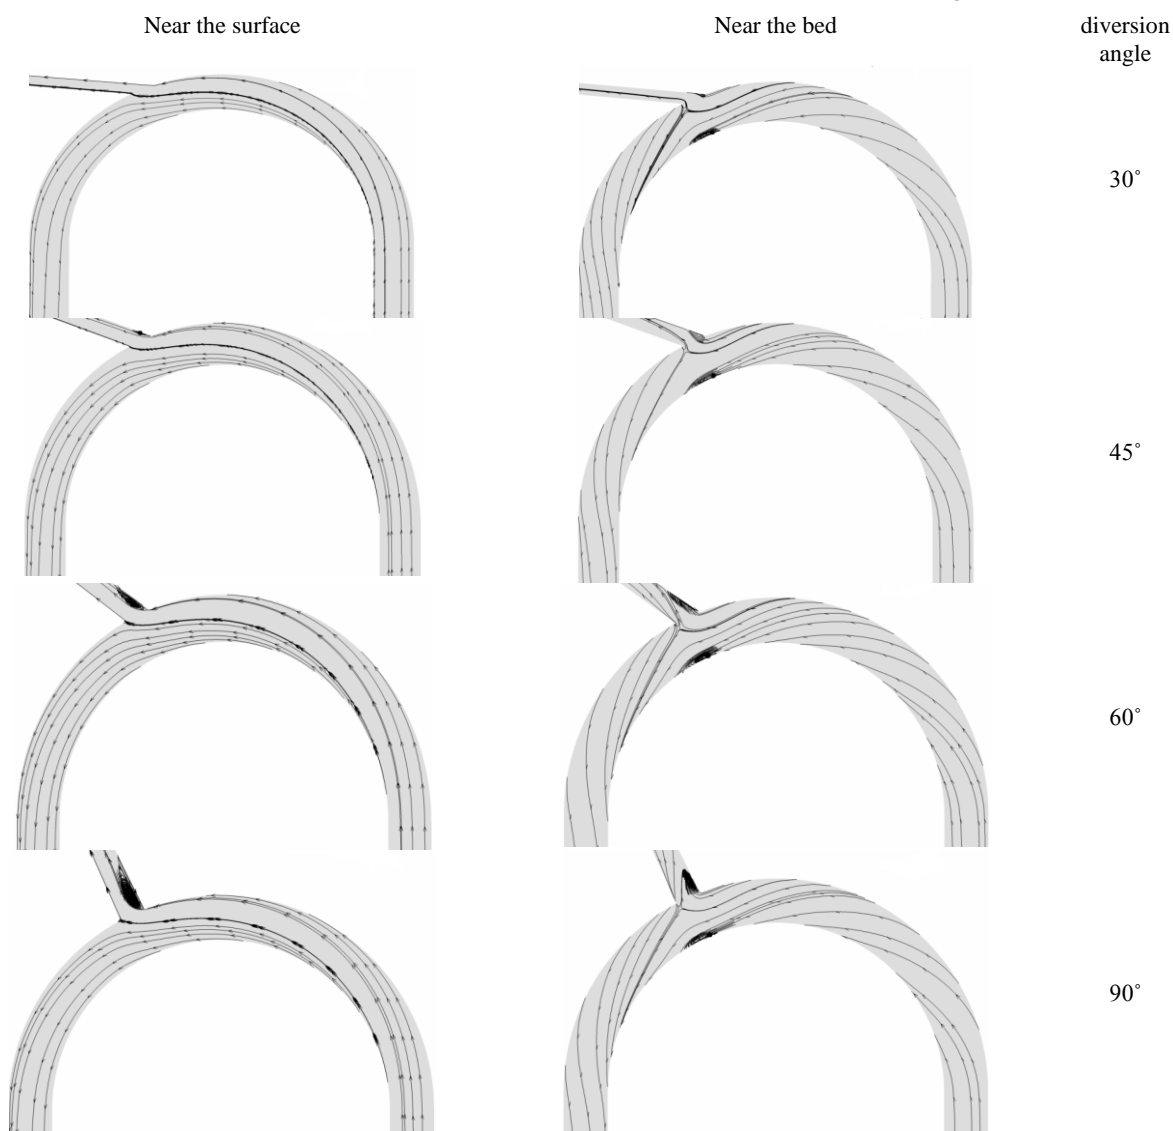 Near the surface
Near the bed
diversion
angle
30˚
45˚
60˚
90˚